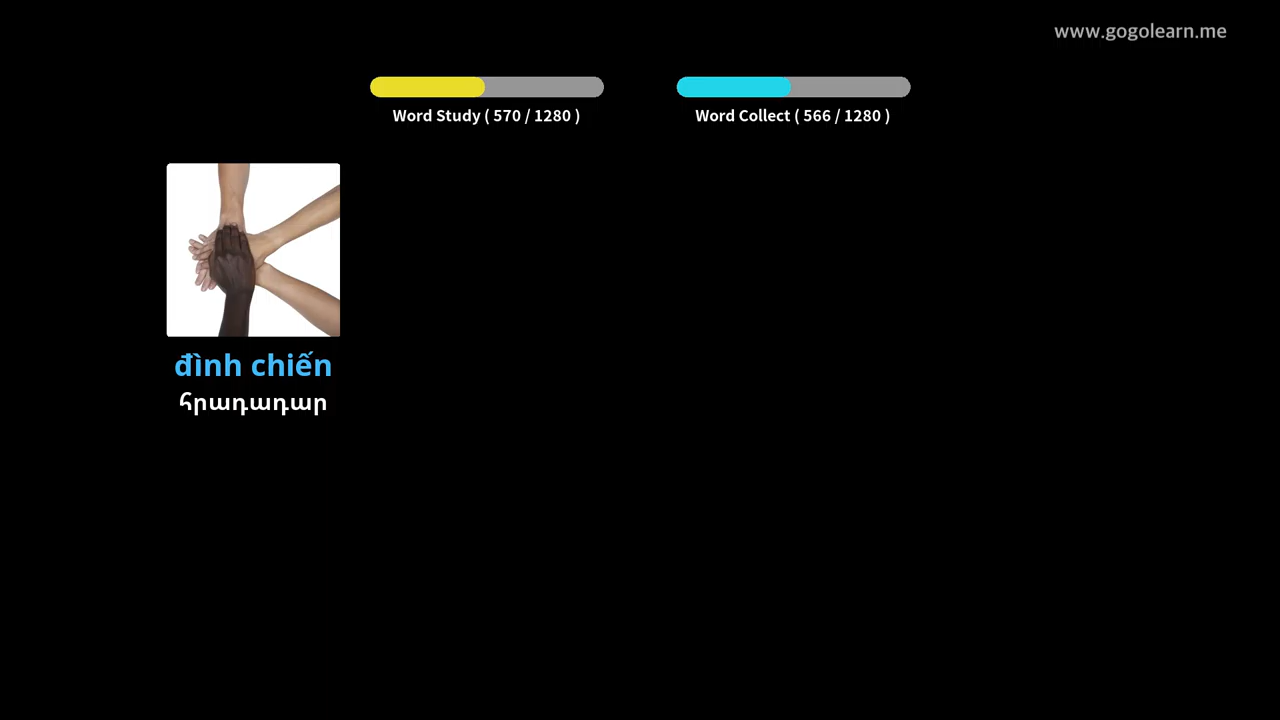 www.gogolearn.me
Word Study ( 570 / 1280 )
Word Collect ( 566 / 1280 )
đình chiến
հրադադար